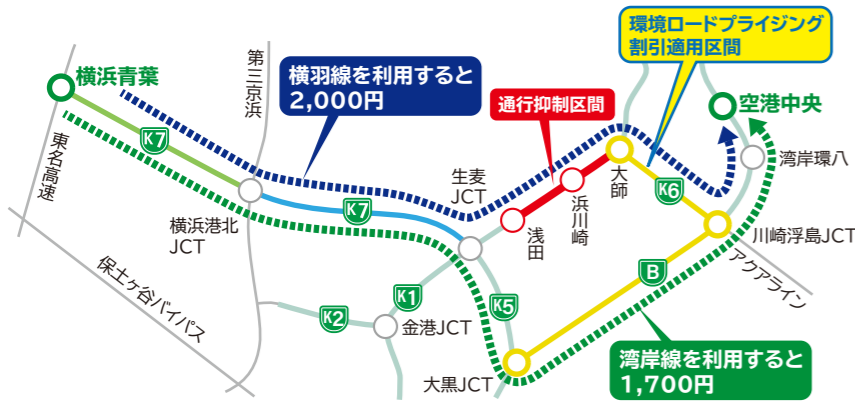 環境ロードプライジング
割引適用区間
横浜青葉
第三京浜
横羽線を利用すると
2,000円
通行抑制区間
空港中央
東名高速
K7
生麦
JCT
大師
湾岸環八
K6
浜川崎
K7
浅田
横浜港北
JCT
川崎浮島JCT
アクアライン
保土ヶ谷バイパス
B
K1
K5
K2
金港JCT
湾岸線を利用すると
1,700円
大黒JCT